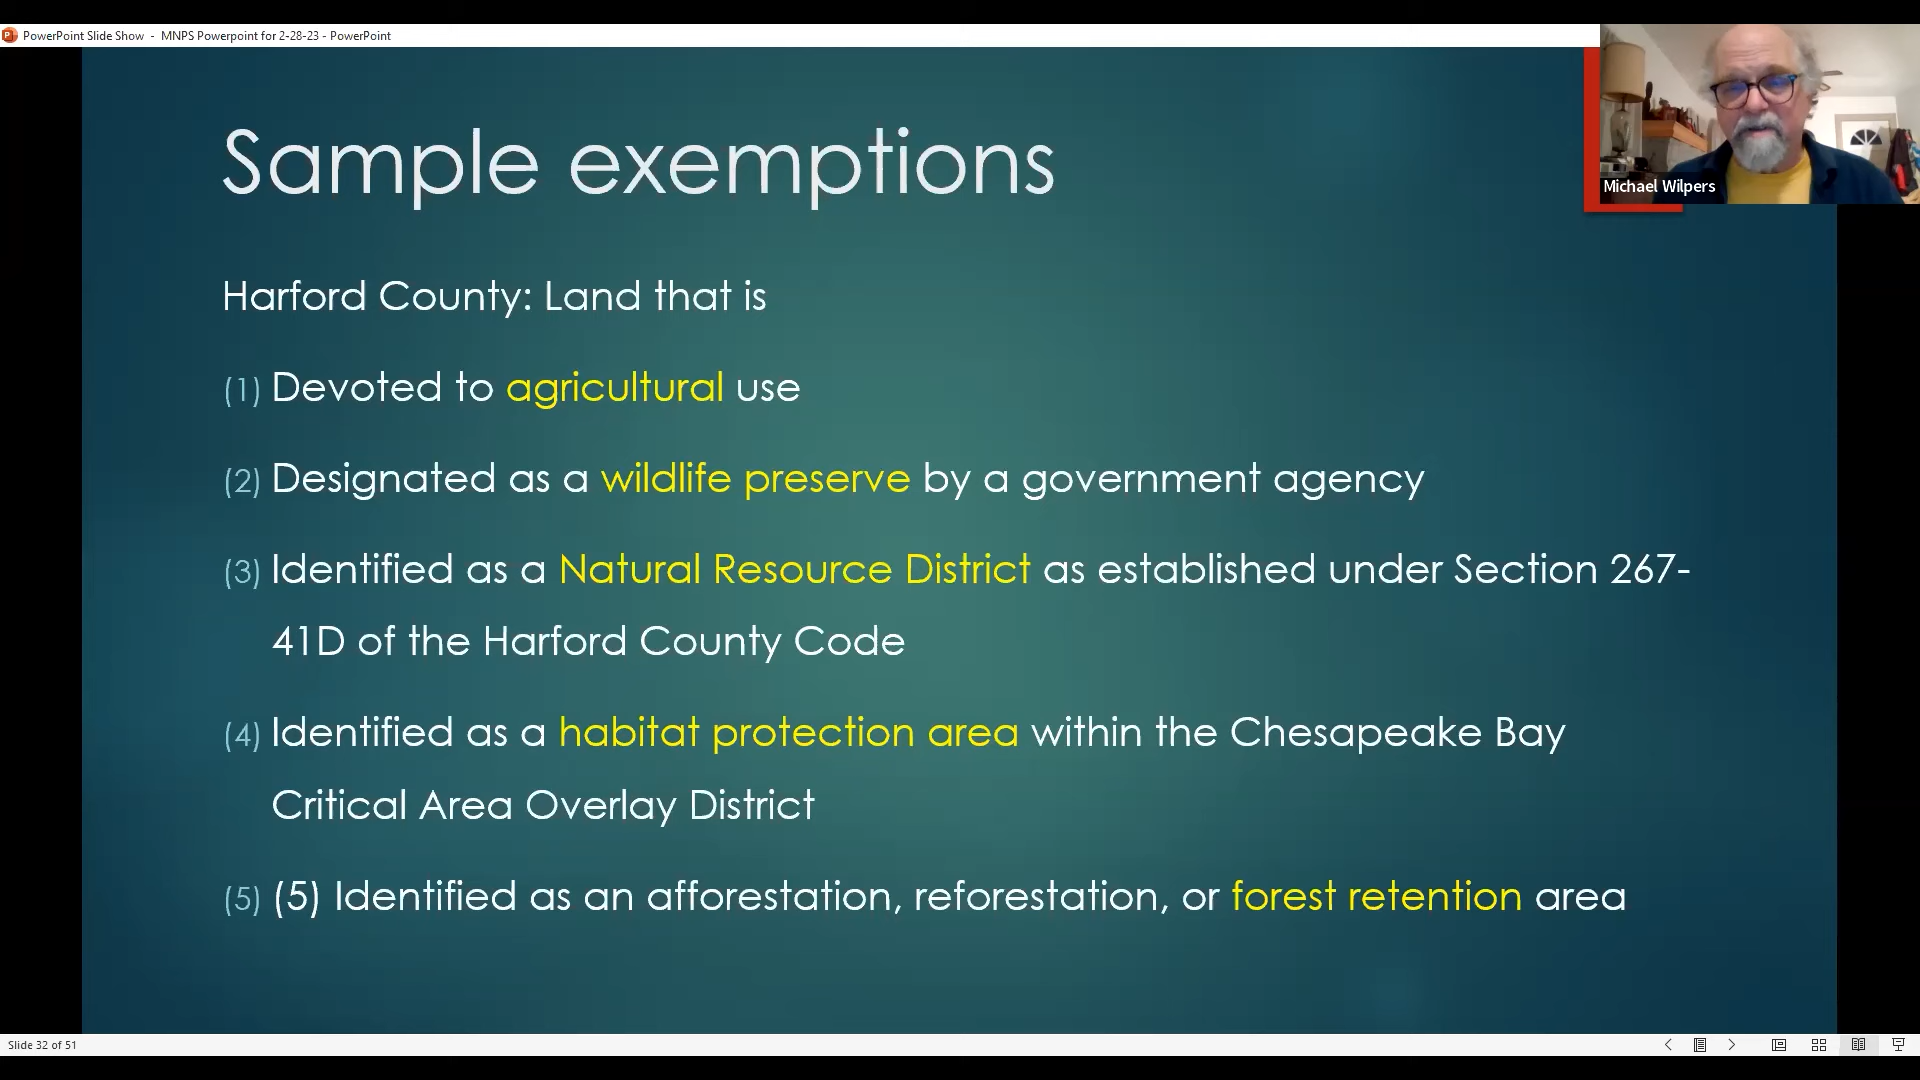 PowerPoint Slide Show - MNPS Powerpoint for 2-28-23 - PowerPoint
Michael Wilpers
Sample exemptions
Harford County: Land that is
(1) Devoted to agricultural use
(2) Designated as a wildlife preserve by a government agency
(3) Identified as a Natural Resource District as established under Section 267-
41D of the Harford County Code
(4) Identified as a habitat protection area within the Chesapeake Bay
Critical Area Overlay District
(5) (5) Identified as an afforestation, reforestation, or forest retention area
Slide 32 of 51